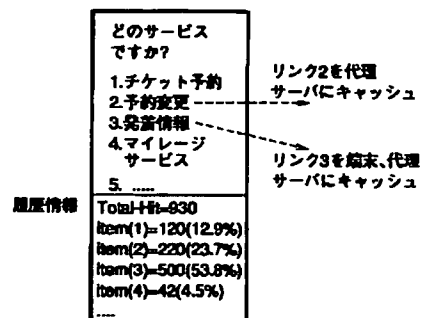 どのサービス
ですか?
1.チケット予約
2.予約変更
3.発着情報
4.マイレージ
サービス
5. .....
リンク2を代理
サーバにキャッシュ
リンク3を端末、代理
サーバにキャッシュ
履歴情報
Total-Hit=930
item(1)=120(12.9%)
item(2)=220(23.7%)
item(3)=500(53.8%)
item(4)=42(4.5%)
....